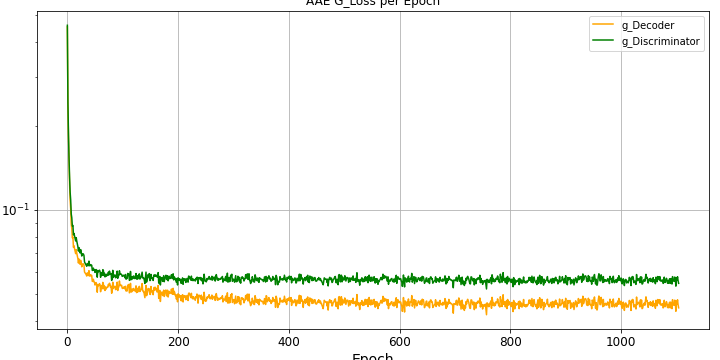 AAE G_Loss per Epoch
g_Decoder
g_Discriminator
10⁻¹
0 200 400 600 800 1000
Epoch